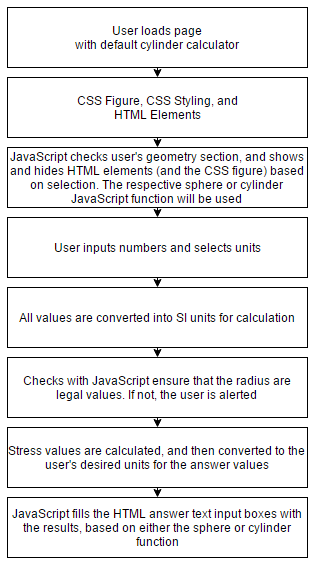 User loads page
with default cylinder calculator
CSS Figure, CSS Styling, and
HTML Elements
JavaScript checks user's geometry section, and shows
and hides HTML elements (and the CSS figure) based
on selection. The respective sphere or cylinder
JavaScript function will be used
User inputs numbers and selects units
All values are converted into SI units for calculation
Checks with JavaScript ensure that the radius are
legal values. If not, the user is alerted
Stress values are calculated, and then converted to the
user's desired units for the answer values
JavaScript fills the HTML answer text input boxes with
the results, based on either the sphere or cylinder
function